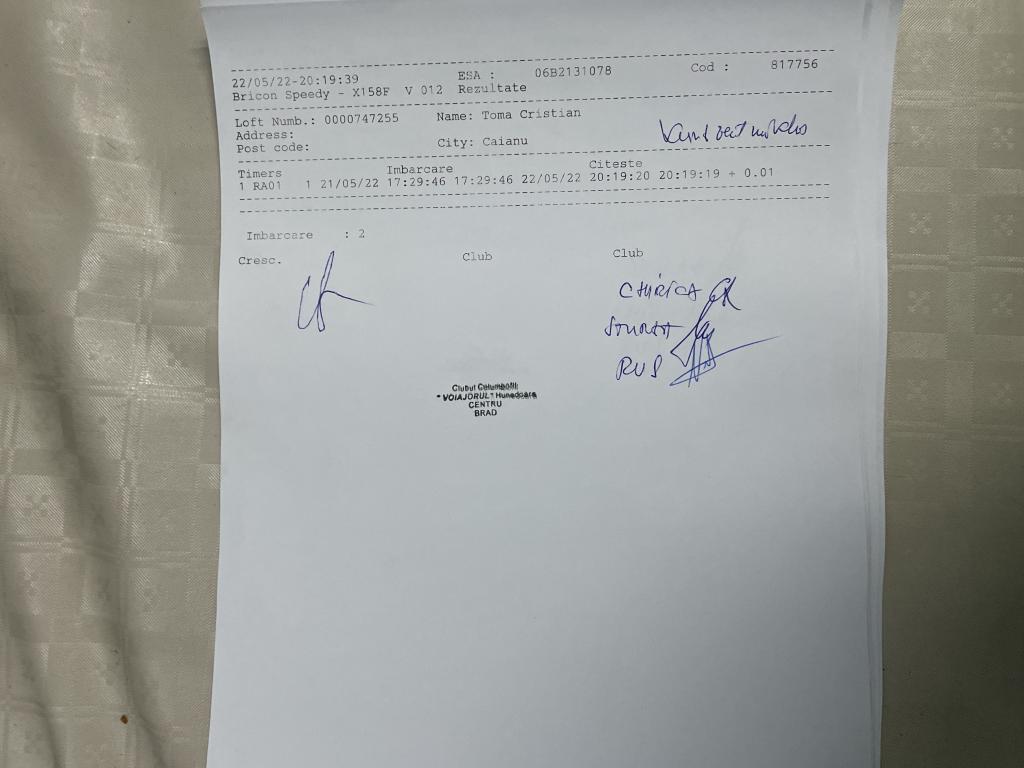 22/05/22-20:19:39 ESA : 06B2131078 Cod : 817756
Bricon Speedy - X158F V 012 Rezultate
Loft Numb.: 0000747255 Name: Toma Cristian
Address:
Post code: City: Caianu
Timers Imbarcare Citeste
1 RA01 1 21/05/22 17:29:46 17:29:46 22/05/22 20:19:20 20:19:19 + 0.01
Imbarcare : 2
Cresc. Club Club
RUS
Clubul Columbofil
"VOIAJORUL" Hunedoara
CENTRU
BRAD